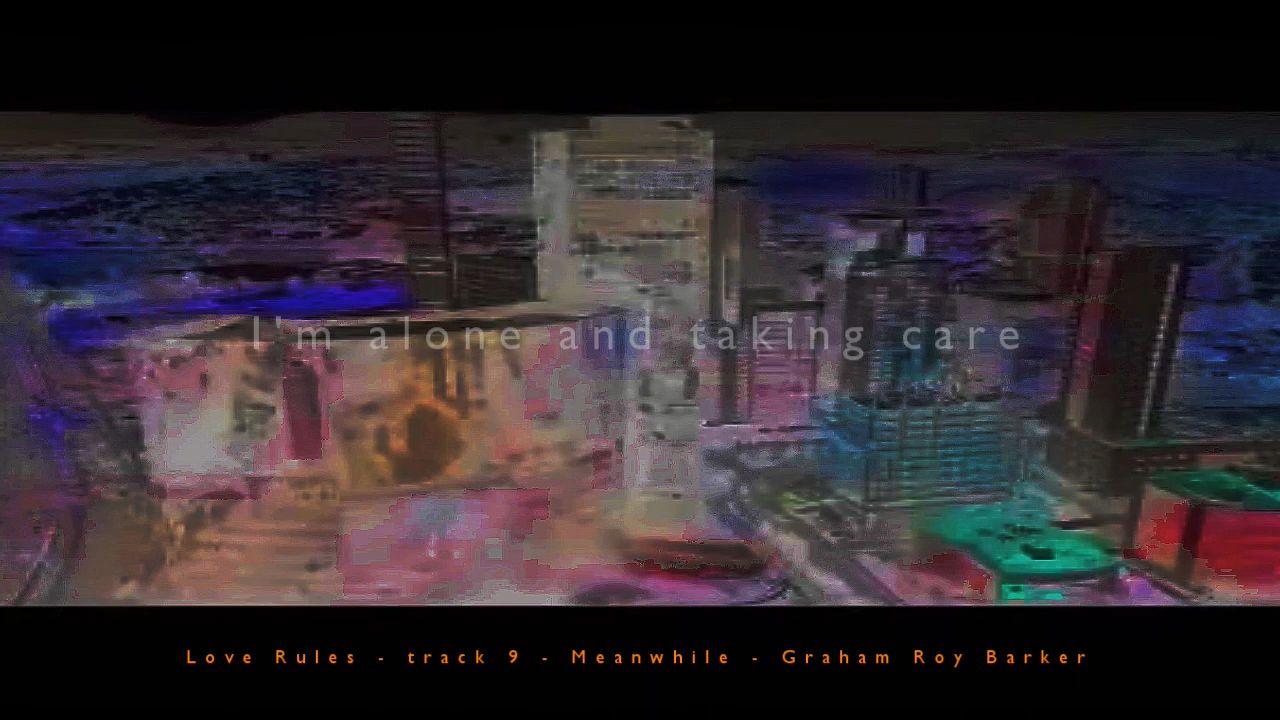 I'm alone and taking care
Love Rules - track 9 - Meanwhile - Graham Roy Barker